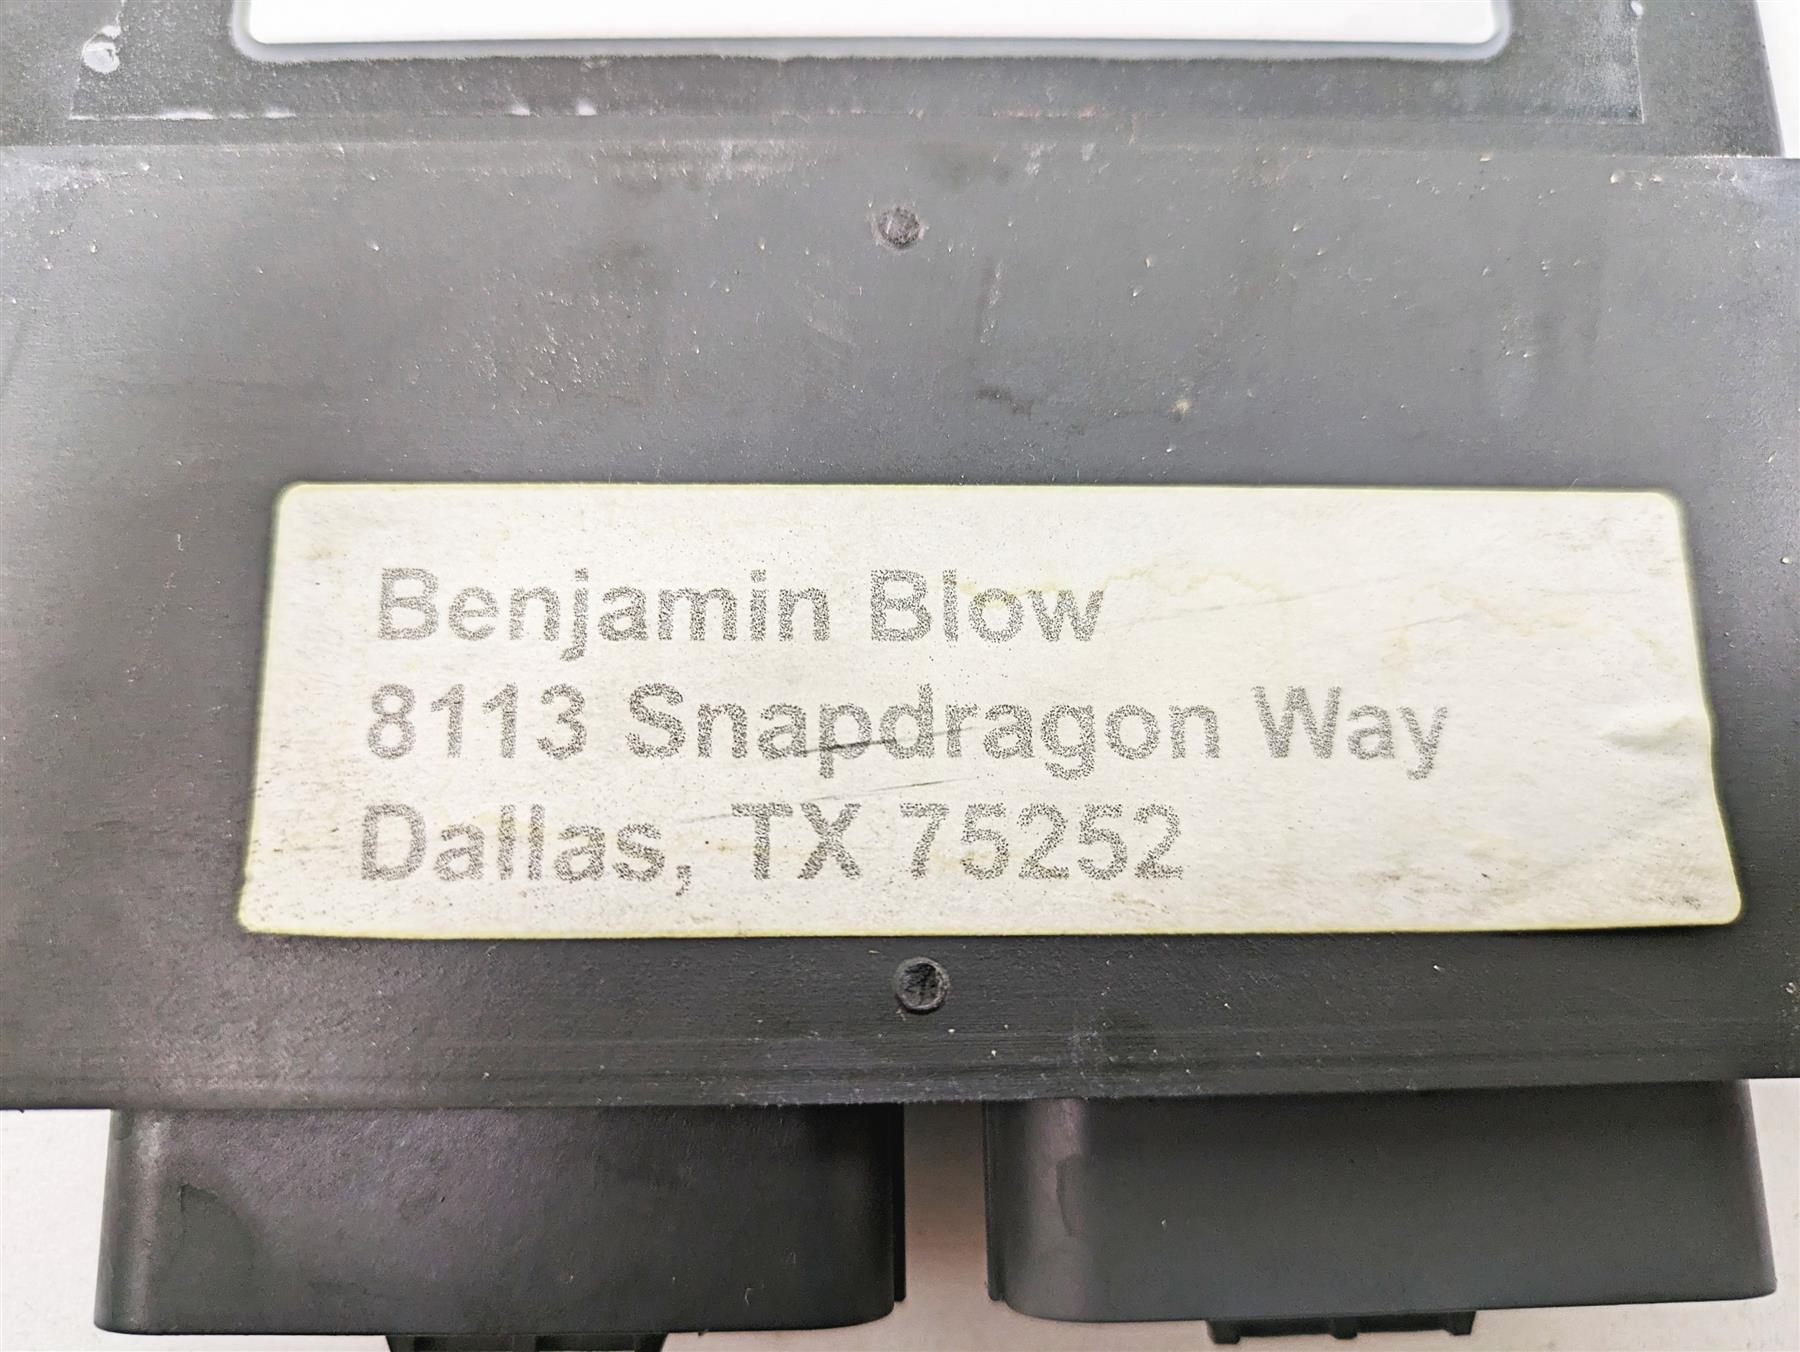 Benjamin Blow
8113 Snapdragon Way
Dallas, TX 75252